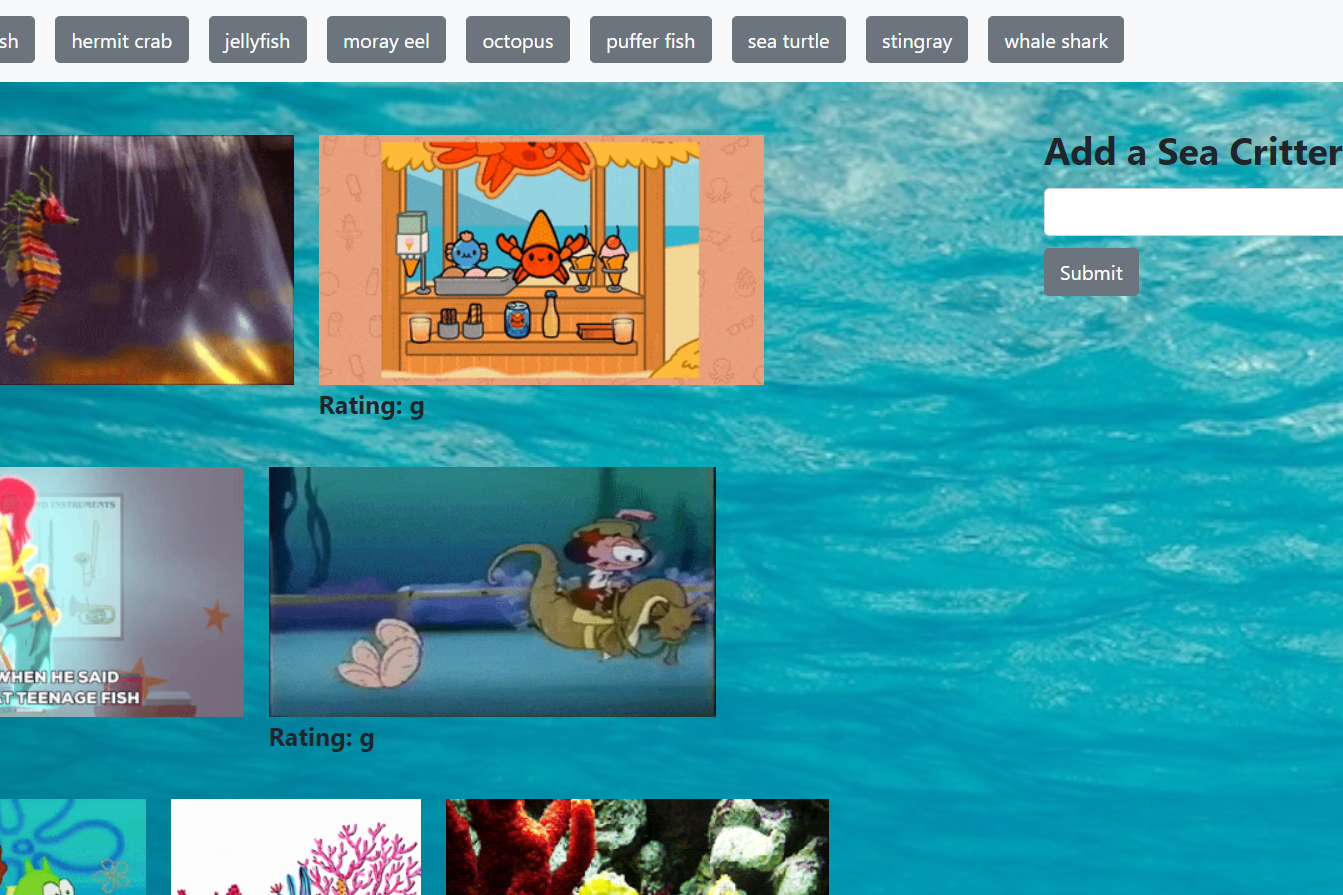 sh hermit crab jellyfish moray eel octopus puffer fish sea turtle stingray whale shark
Add a Sea Critter
Submit
Rating: g
ND INSTRUMENTS
WHEN HE SAID
AT TEENAGE FISH
Rating: g